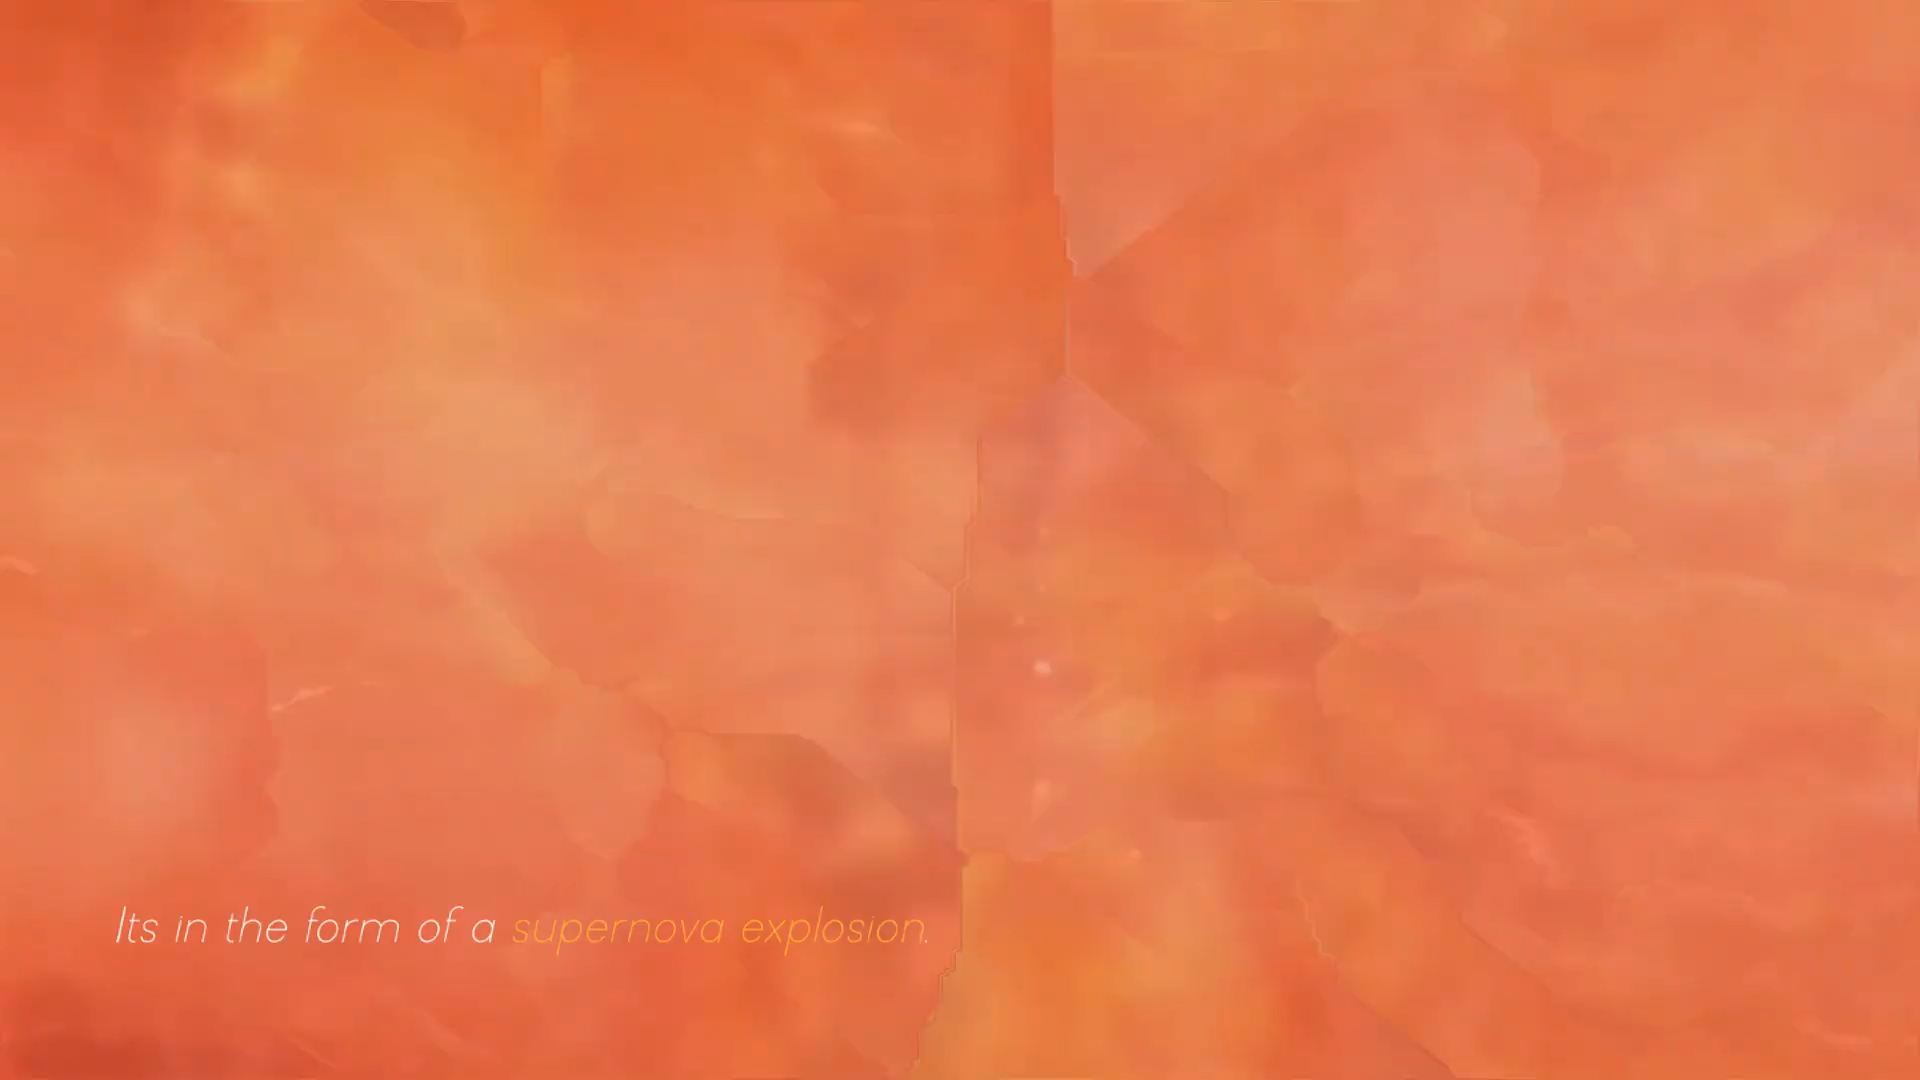 Its in the form of a supernova explosion.